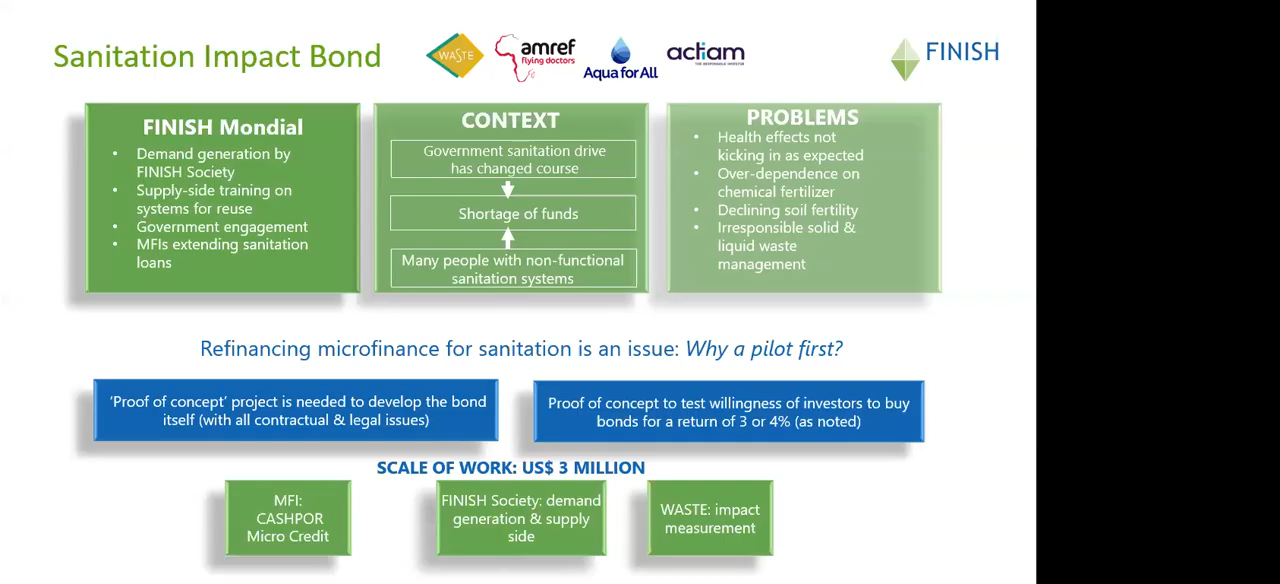 Sanitation Impact Bond
WASTE
amref
flying doctors
Aqua for All
actiam
THE RESPONSIBLE INVESTOR
FINISH
FINISH Mondial
• Demand generation by
FINISH Society
• Supply-side training on
systems for reuse
• Government engagement
• MFIs extending sanitation
loans
CONTEXT
Government sanitation drive
has changed course
Shortage of funds
Many people with non-functional
sanitation systems
PROBLEMS
• Health effects not
kicking in as expected
• Over-dependence on
chemical fertilizer
• Declining soil fertility
• Irresponsible solid &
liquid waste
management
Refinancing microfinance for sanitation is an issue: Why a pilot first?
‘Proof of concept’ project is needed to develop the bond
itself (with all contractual & legal issues)
Proof of concept to test willingness of investors to buy
bonds for a return of 3 or 4% (as noted)
SCALE OF WORK: US$ 3 MILLION
MFI:
CASHPOR
Micro Credit
FINISH Society: demand
generation & supply
side
WASTE: impact
measurement